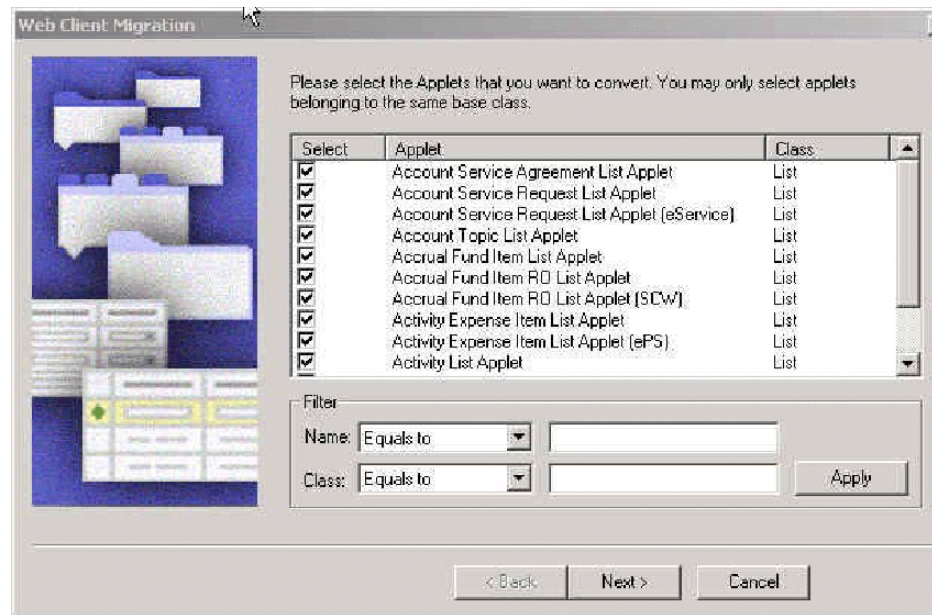 Web Client Migration
Please select the Applets that you want to convert. You may only select applets
belonging to the same base class.
Select Applet Class
Account Service Agreement List Applet List
Account Service Request List Applet List
Account Service Request List Applet (eService) List
Account Topic List Applet List
Accrual Fund Item List Applet List
Accrual Fund Item RO List Applet List
Accrual Fund Item RO List Applet (SCW) List
Activity Expense Item List Applet List
Activity Expense Item List Applet (ePS) List
Activity List Applet List
Filter
Name: Equals to
Class: Equals to Apply
< Back Next > Cancel